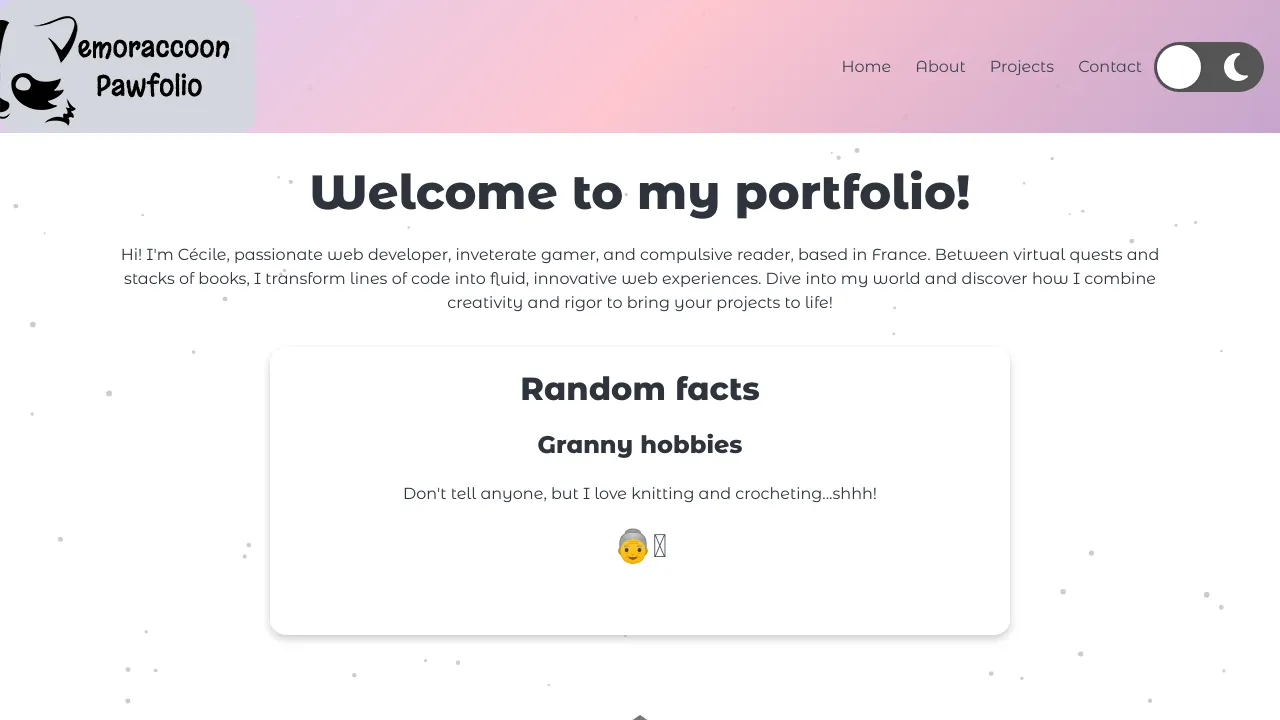 Demoraccoon
Pawfolio
Home About Projects Contact
Welcome to my portfolio!
Hi! I'm Cécile, passionate web developer, inveterate gamer, and compulsive reader, based in France. Between virtual quests and
stacks of books, I transform lines of code into fluid, innovative web experiences. Dive into my world and discover how I combine
creativity and rigor to bring your projects to life!
Random facts
Granny hobbies
Don't tell anyone, but I love knitting and crocheting...shhh!